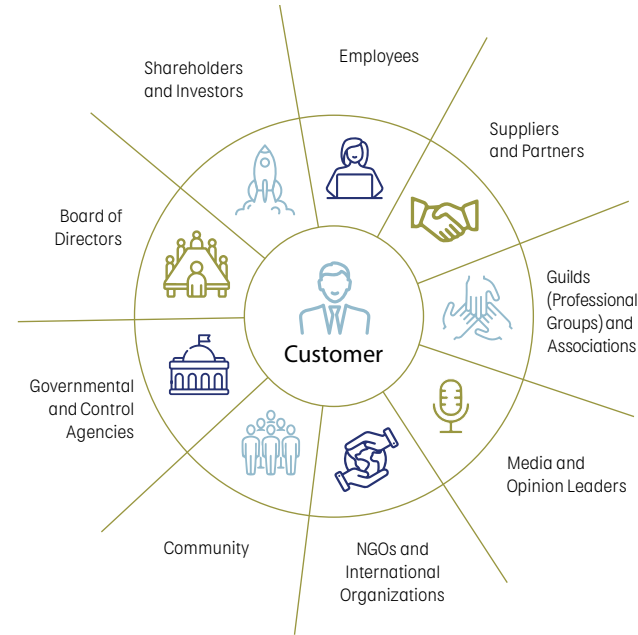 Employees
Shareholders
and Investors
Suppliers
and Partners
Board of
Directors
Guilds
(Professional
Groups) and
Associations
Customer
Governmental
and Control
Agencies
Media and
Opinion Leaders
Community
NGOs and
International
Organizations